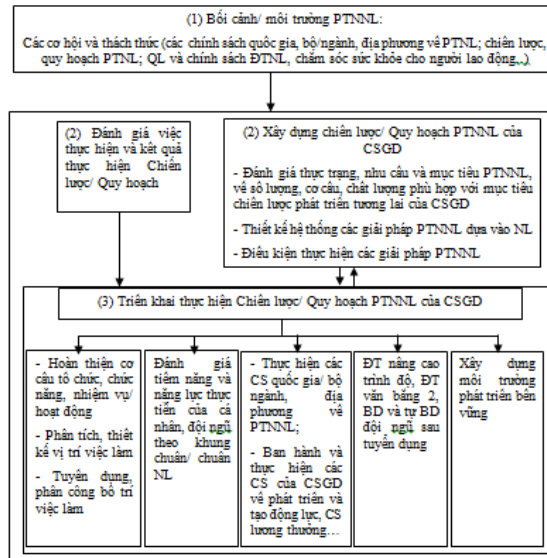 (1) Bối cảnh/ môi trường PTNNL:
Các cơ hội và thách thức (các chính sách quốc gia, bộ/ngành, địa phương về PTNL; chiến lược,
quy hoạch PTNL; QL và chính sách ĐTNL, chăm sóc sức khỏe cho người lao động,..)
(2) Đánh giá việc
thực hiện và kết quả
thực hiện Chiến
lược/ Quy hoạch
(2) Xây dựng chiến lược/ Quy hoạch PTNNL của
CSGD
- Đánh giá thực trạng, nhu cầu và mục tiêu PTNNL,
về số lượng, cơ cấu, chất lượng phù hợp với mục tiêu
chiến lược phát triển tương lai của CSGD
- Thiết kế hệ thống các giải pháp PTNNL dựa vào NL
- Điều kiện thực hiện các giải pháp PTNNL
(3) Triển khai thực hiện Chiến lược/ Quy hoạch PTNNL của CSGD
- Hoàn thiện cơ
cấu tổ chức, chức
năng, nhiệm vụ/
hoạt động
- Phân tích, thiết
kế vị trí việc làm
- Tuyển dụng,
phân công bố trí
việc làm
Đánh giá
tiềm năng và
năng lực thực
tiễn của cá
nhân, đội ngũ
theo khung
chuẩn/ chuẩn
NL
- Thực hiện các
CS quốc gia/ bộ
ngành, địa
phương về
PTNNL;
- Ban hành và
thực hiện các
CS của CSGD
về phát triển và
tạo động lực, CS
lương thưởng…
ĐT nâng cao
trình độ, ĐT
văn bằng 2,
BD và tự BD
đội ngũ sau
tuyển dụng
Xây dựng
môi trường
phát triển bền
vững